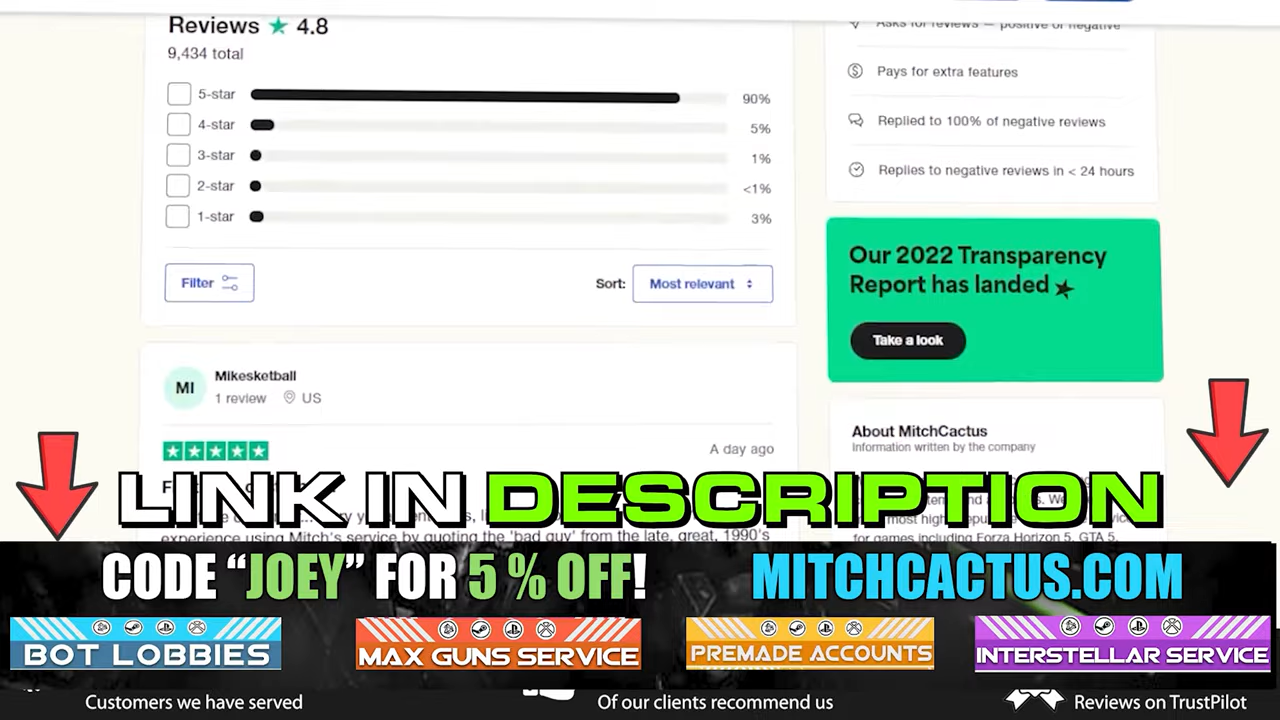 Reviews ★ 4.8
9,434 total
5-star 90%
4-star 5%
3-star 1%
2-star <1%
1-star 3%
Filter
Sort: Most relevant
MI
Mikesketball
1 review US
A day ago
experience using Mitch's service by quoting the 'bad guy' from the late, great, 1990's
Asks for reviews — positive or negative
Pays for extra features
Replied to 100% of negative reviews
Replies to negative reviews in < 24 hours
Our 2022 Transparency
Report has landed
Take a look
About MitchCactus
Information written by the company
for games including Forza Horizon 5, GTA 5,
LINK IN DESCRIPTION
CODE “JOEY” FOR 5 % OFF!
MITCHCACTUS.COM
BOT LOBBIES
MAX GUNS SERVICE
PREMADE ACCOUNTS
INTERSTELLAR SERVICE
Customers we have served
Of our clients recommend us
Reviews on TrustPilot